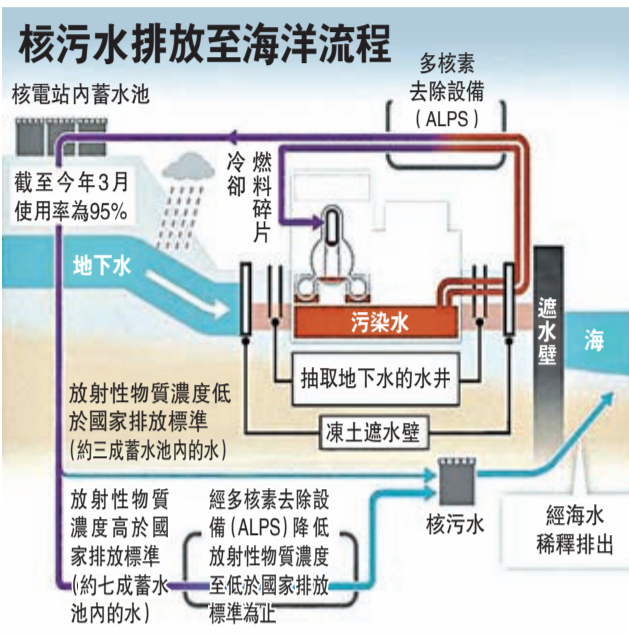 核污水排放至海洋流程
多核素
去除設備
(ALPS)
核電站內蓄水池
截至今年3月
使用率為95%
冷卻
燃料碎片
地下水
污染水
遮水壁
海
抽取地下水的水井
凍土遮水壁
放射性物質濃度低
於國家排放標準
(約三成蓄水池內的水)
放射性物質
濃度高於國
家排放標準
(約七成蓄水
池內的水)
經多核素去除設
備(ALPS)降低
放射性物質濃度
至低於國家排放
標準為止
核污水
經海水
稀釋排出